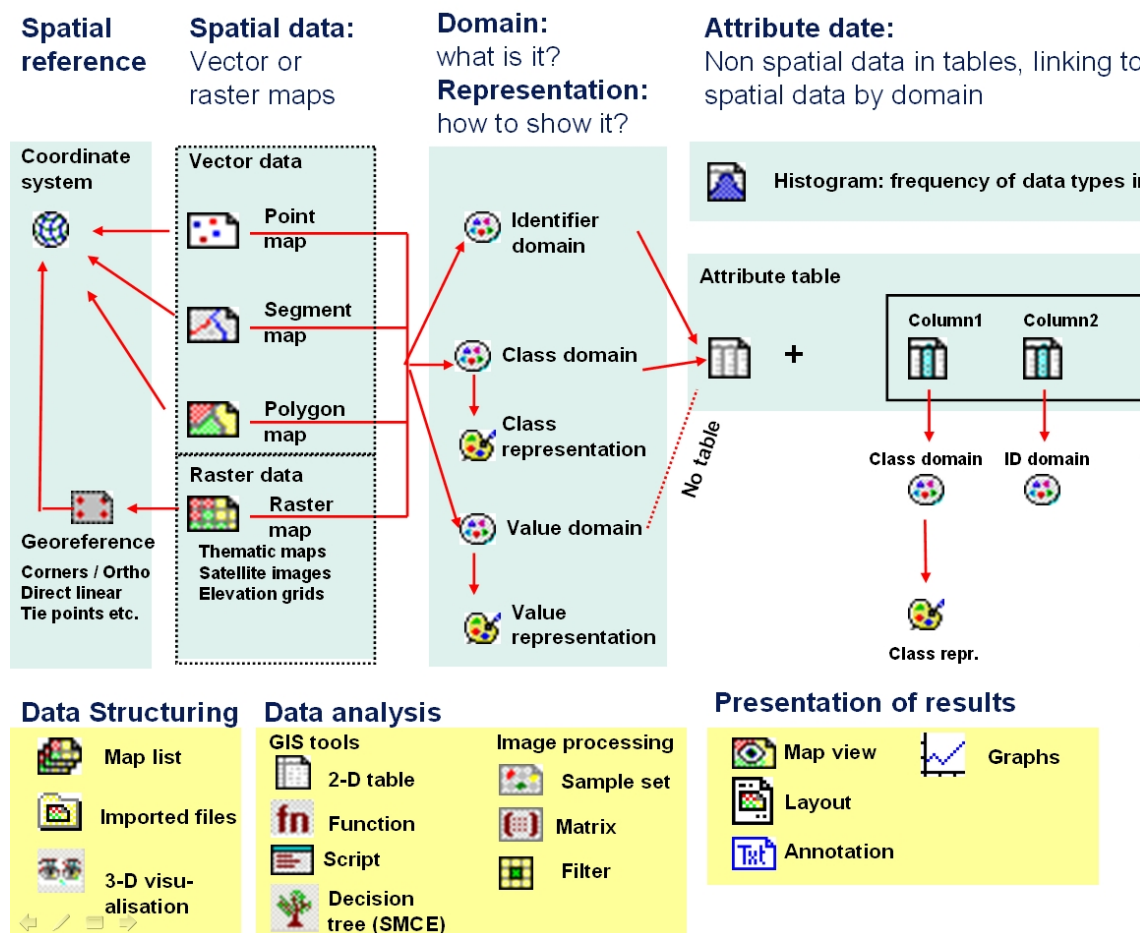 Spatial
reference
Spatial data:
Vector or
raster maps
Domain:
what is it?
Representation:
how to show it?
Attribute date:
Non spatial data in tables, linking to
spatial data by domain
Coordinate
system
Georeference
Corners / Ortho
Direct linear
Tie points etc.
Vector data
Point
map
Segment
map
Polygon
map
Raster data
Raster
map
Thematic maps
Satellite images
Elevation grids
Identifier
domain
Class domain
Class
representation
Value domain
Value
representation
No table
Histogram: frequency of data types in
Attribute table
+
Column1
Column2
Class domain
ID domain
Class repr.
Data Structuring
Map list
Imported files
3-D visu-
alisation
Data analysis
GIS tools
2-D table
fn
Function
Script
Decision
tree (SMCE)
Image processing
Sample set
Matrix
Filter
Presentation of results
Map view
Graphs
Layout
Txt
Annotation